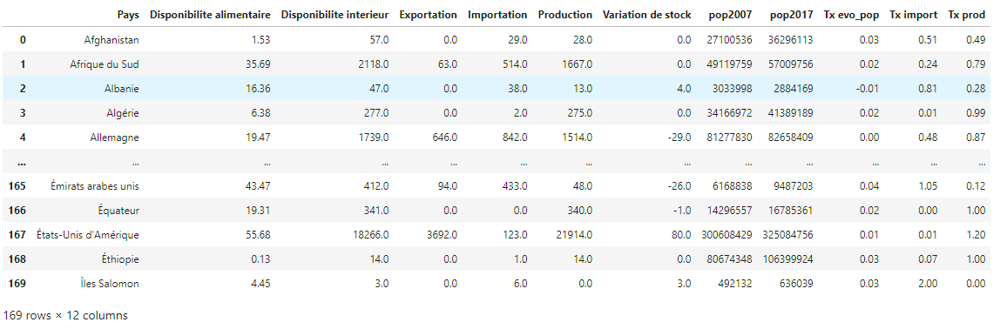 Pays Disponibilite alimentaire Disponibilite interieur Exportation Importation Production Variation de stock pop2007 pop2017 Tx evo_pop Tx import Tx prod
0 Afghanistan 1.53 57.0 0.0 29.0 28.0 0.0 27100536 36296113 0.03 0.51 0.49
1 Afrique du Sud 35.69 2118.0 63.0 514.0 1667.0 0.0 49119759 57009756 0.02 0.24 0.79
2 Albanie 16.36 47.0 0.0 38.0 13.0 4.0 3033998 2884169 -0.01 0.81 0.28
3 Algérie 6.38 277.0 0.0 2.0 275.0 0.0 34166972 41389189 0.02 0.01 0.99
4 Allemagne 19.47 1739.0 646.0 842.0 1514.0 -29.0 81277830 82658409 0.00 0.48 0.87
... ... ... ... ... ... ... ... ... ... ... ... ...
165 Émirats arabes unis 43.47 412.0 94.0 433.0 48.0 -26.0 6168838 9487203 0.04 1.05 0.12
166 Équateur 19.31 341.0 0.0 0.0 340.0 -1.0 14296557 16785361 0.02 0.00 1.00
167 États-Unis d'Amérique 55.68 18266.0 3692.0 123.0 21914.0 80.0 300608429 325084756 0.01 0.01 1.20
168 Éthiopie 0.13 14.0 0.0 1.0 14.0 0.0 80674348 106399924 0.03 0.07 1.00
169 Îles Salomon 4.45 3.0 0.0 6.0 0.0 3.0 492132 636039 0.03 2.00 0.00
169 rows × 12 columns